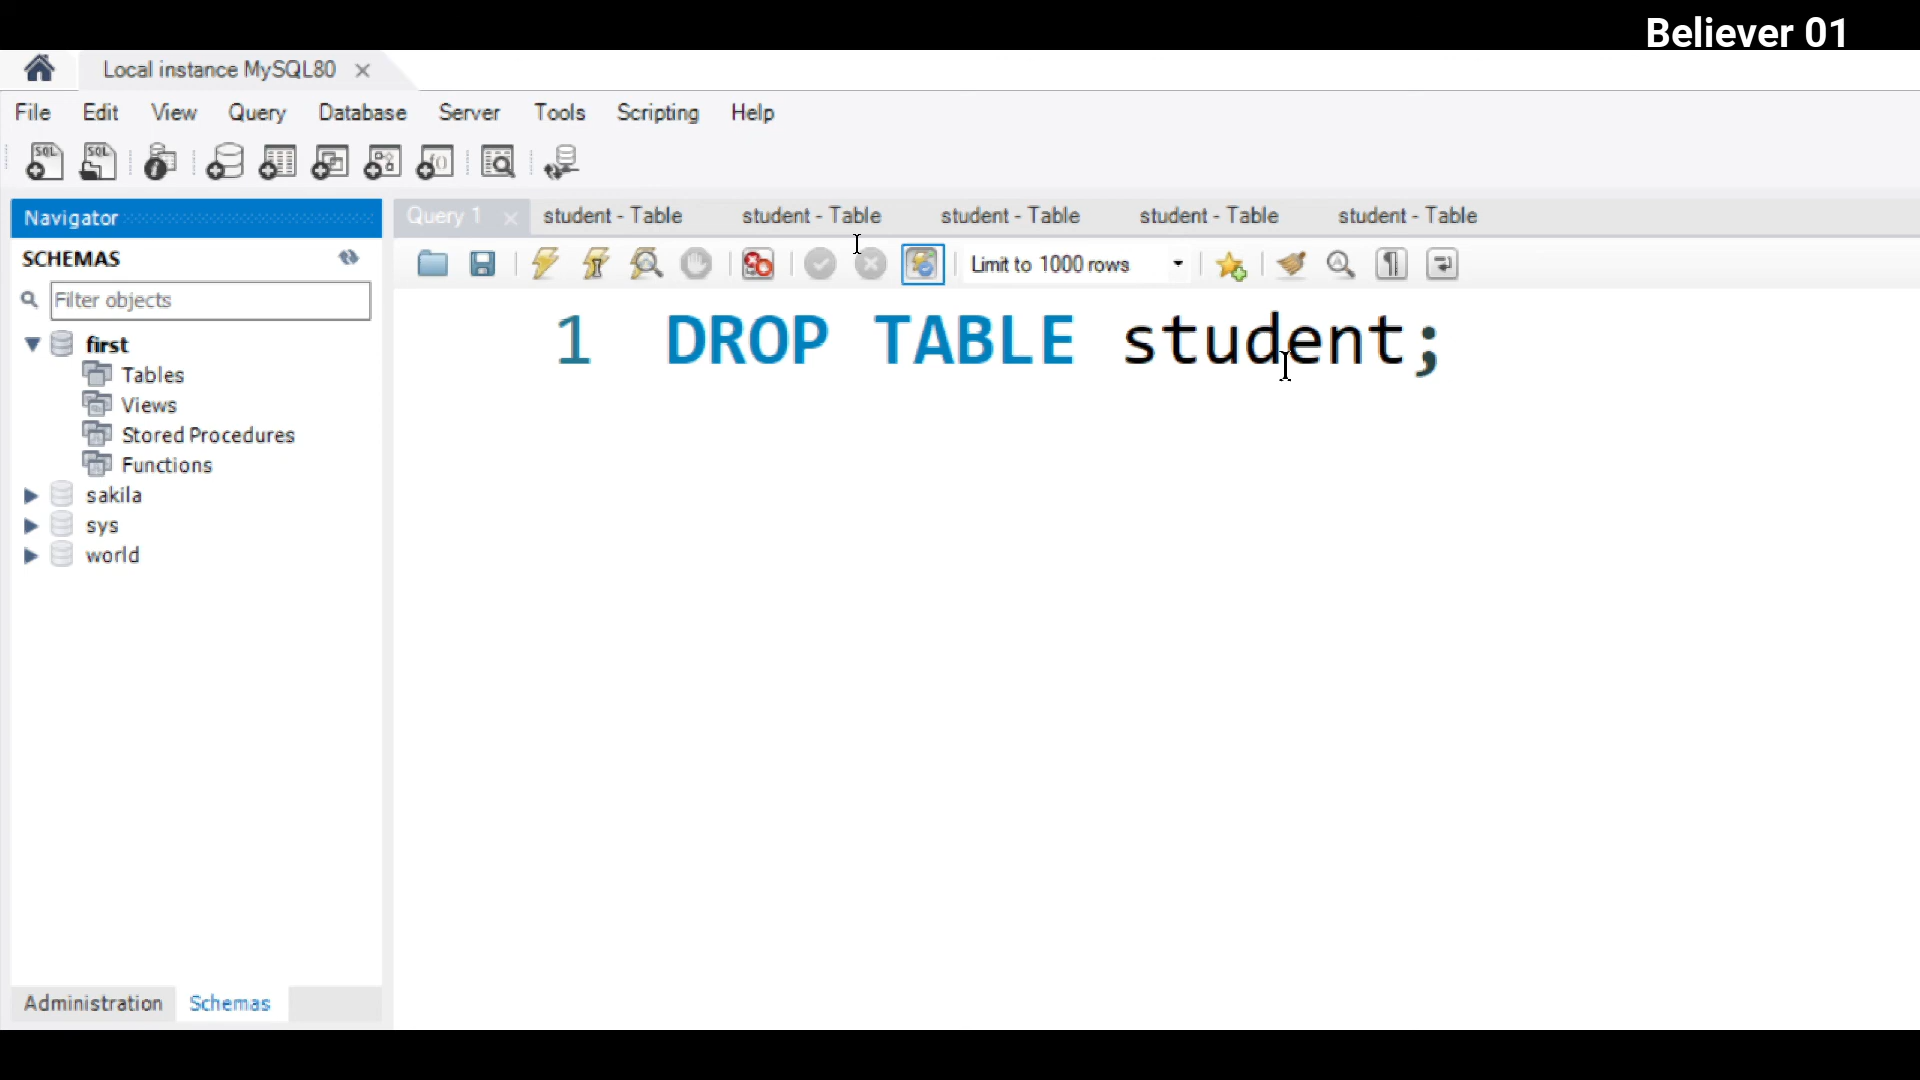 Believer 01
Local instance MySQL80
File Edit View Query Database Server Tools Scripting Help
Navigator
SCHEMAS
Filter objects
first
Tables
Views
Stored Procedures
Functions
sakila
sys
world
Administration Schemas
Query 1 student - Table student - Table student - Table student - Table student - Table
Limit to 1000 rows
1 DROP TABLE student;